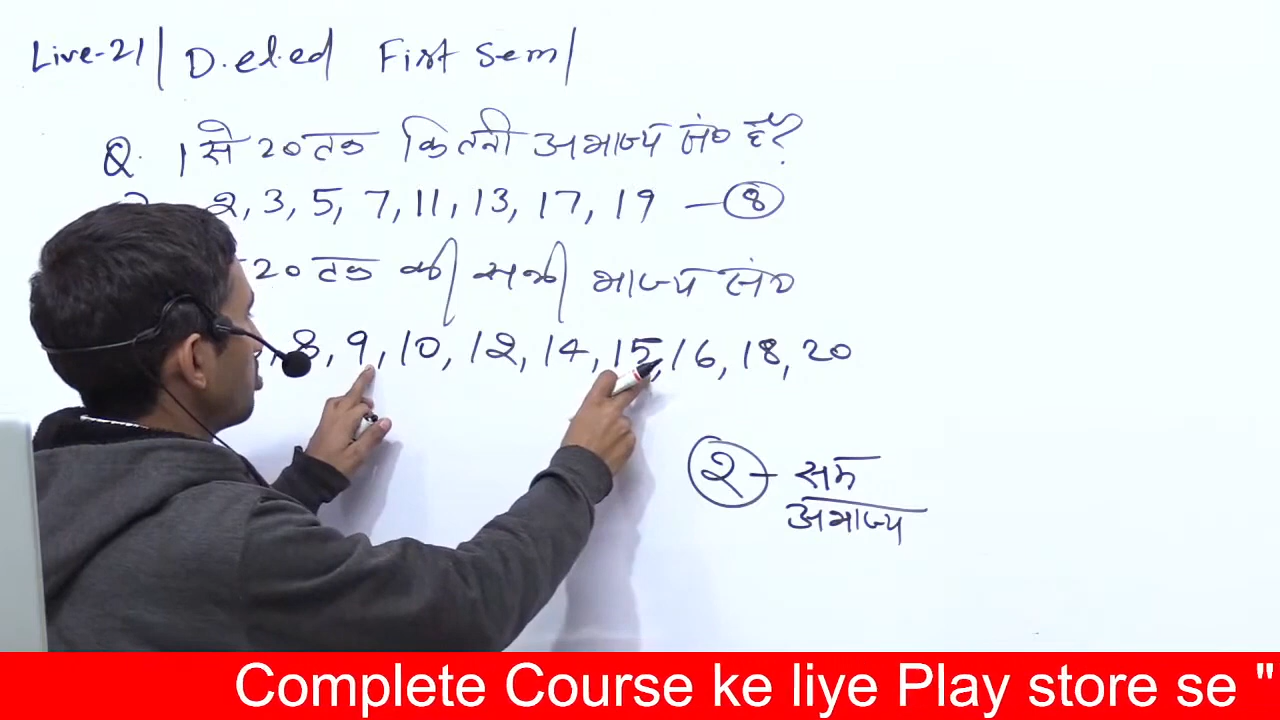 Live-21/ D.el.ed First Sem/
Q. 1 से 20 तक कितनी अभाज्य सं० हैं?
2, 3, 5, 7, 11, 13, 17, 19 – 8
20 तक की सभी भाज्य सं०
8, 9, 10, 12, 14, 15, 16, 18, 20
2 – सम
अभाज्य
Complete Course ke liye Play store se "